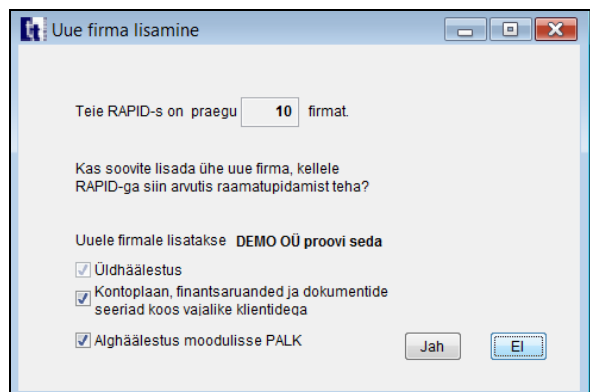 Uue firma lisamine
Teie RAPID-s on praegu 10 firmat.
Kas soovite lisada ühe uue firma, kellele
RAPID-ga siin arvutis raamatupidamist teha?
Uuele firmale lisatakse DEMO OÜ proovi seda
Üldhäälestus
Kontoplaan, finantsaruanded ja dokumentide
seeriad koos vajalike klientidega
Alghäälestus moodulisse PALK
Jah
EI